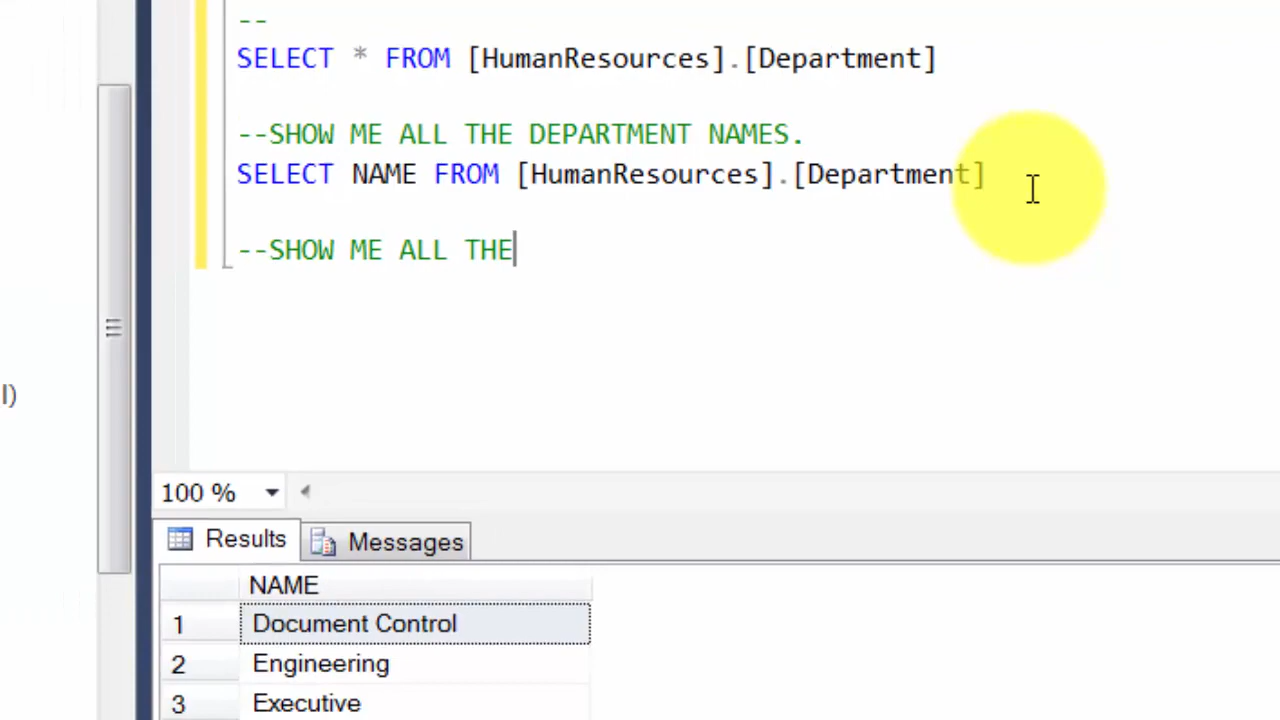 --
SELECT * FROM [HumanResources].[Department]
--SHOW ME ALL THE DEPARTMENT NAMES.
SELECT NAME FROM [HumanResources].[Department]
--SHOW ME ALL THE
l)
100 %
Results Messages
NAME
1 Document Control
2 Engineering
3 Executive